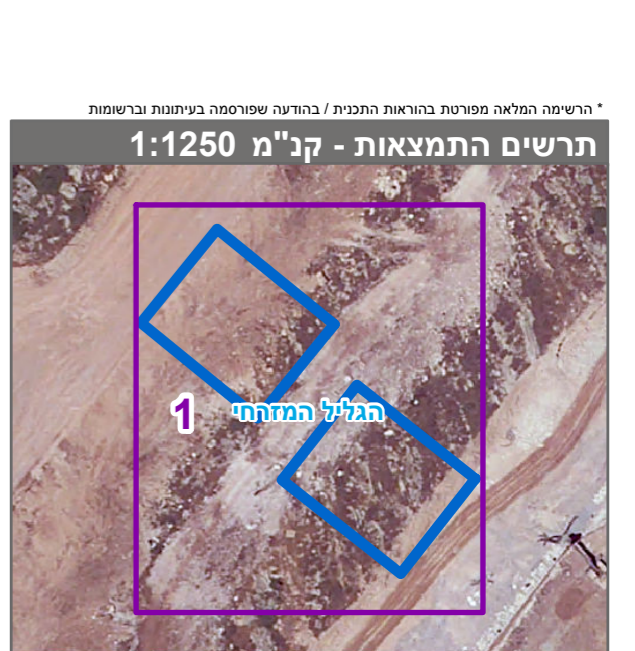 * הרשימה המלאה מפורטת בהוראות התכנית / בהודעה שפורסמה בעיתונות וברשומות
תרשים התמצאות - קנ"מ 1:1250
הגליל המזרחי
1